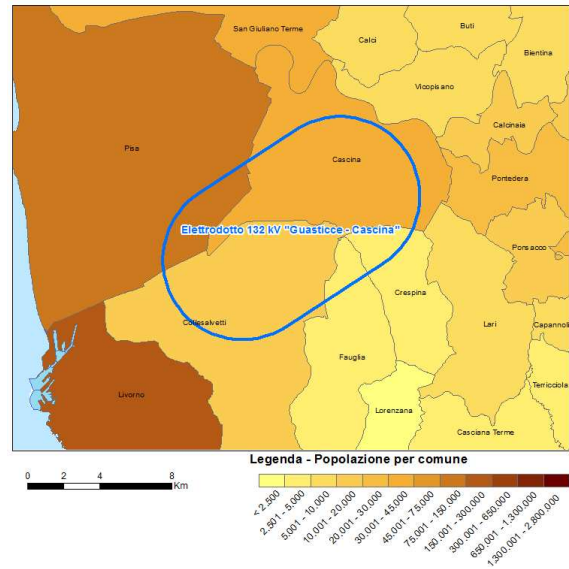 San Giuliano Terme
Calci
Buti
Bientina
Vicopisano
Calcinaia
Pisa
Cascina
Pontedera
Elettrodotto 132 kV "Guasticce - Cascina"
Ponsacco
Crespina
Collesalvetti
Lari
Capannoli
Fauglia
Livorno
Terricciola
Lorenzana
Casciana Terme
Legenda - Popolazione per comune
0 2 4 8
Km
< 2.500
2.501 - 5.000
5.001 - 10.000
10.001 - 20.000
20.001 - 30.000
30.001 - 45.000
45.001 - 75.000
75.001 - 150.000
150.001 - 300.000
300.001 - 650.000
650.001 - 1.300.000
1.300.001 - 2.800.000